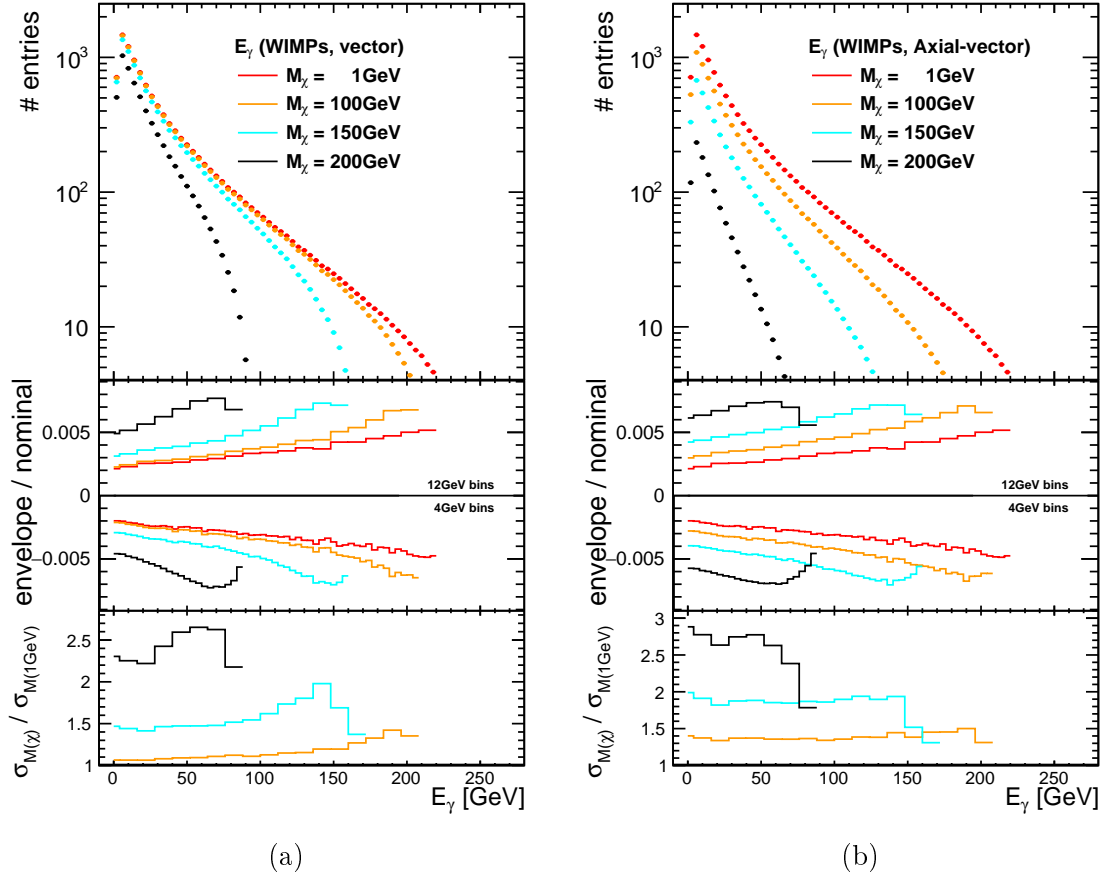 # entries
10³
10²
10
E_γ (WIMPs, vector)
M_χ = 1GeV
M_χ = 100GeV
M_χ = 150GeV
M_χ = 200GeV
envelope / nominal
0.005
0
−0.005
12GeV bins
4GeV bins
σ_M(χ) / σ_M(1GeV)
2.5
2
1.5
1
0 50 100 150 200 250
E_γ [GeV]
(a)
# entries
10³
10²
10
E_γ (WIMPs, Axial-vector)
M_χ = 1GeV
M_χ = 100GeV
M_χ = 150GeV
M_χ = 200GeV
envelope / nominal
0.005
0
−0.005
12GeV bins
4GeV bins
σ_M(χ) / σ_M(1GeV)
3
2.5
2
1.5
1
0 50 100 150 200 250
E_γ [GeV]
(b)